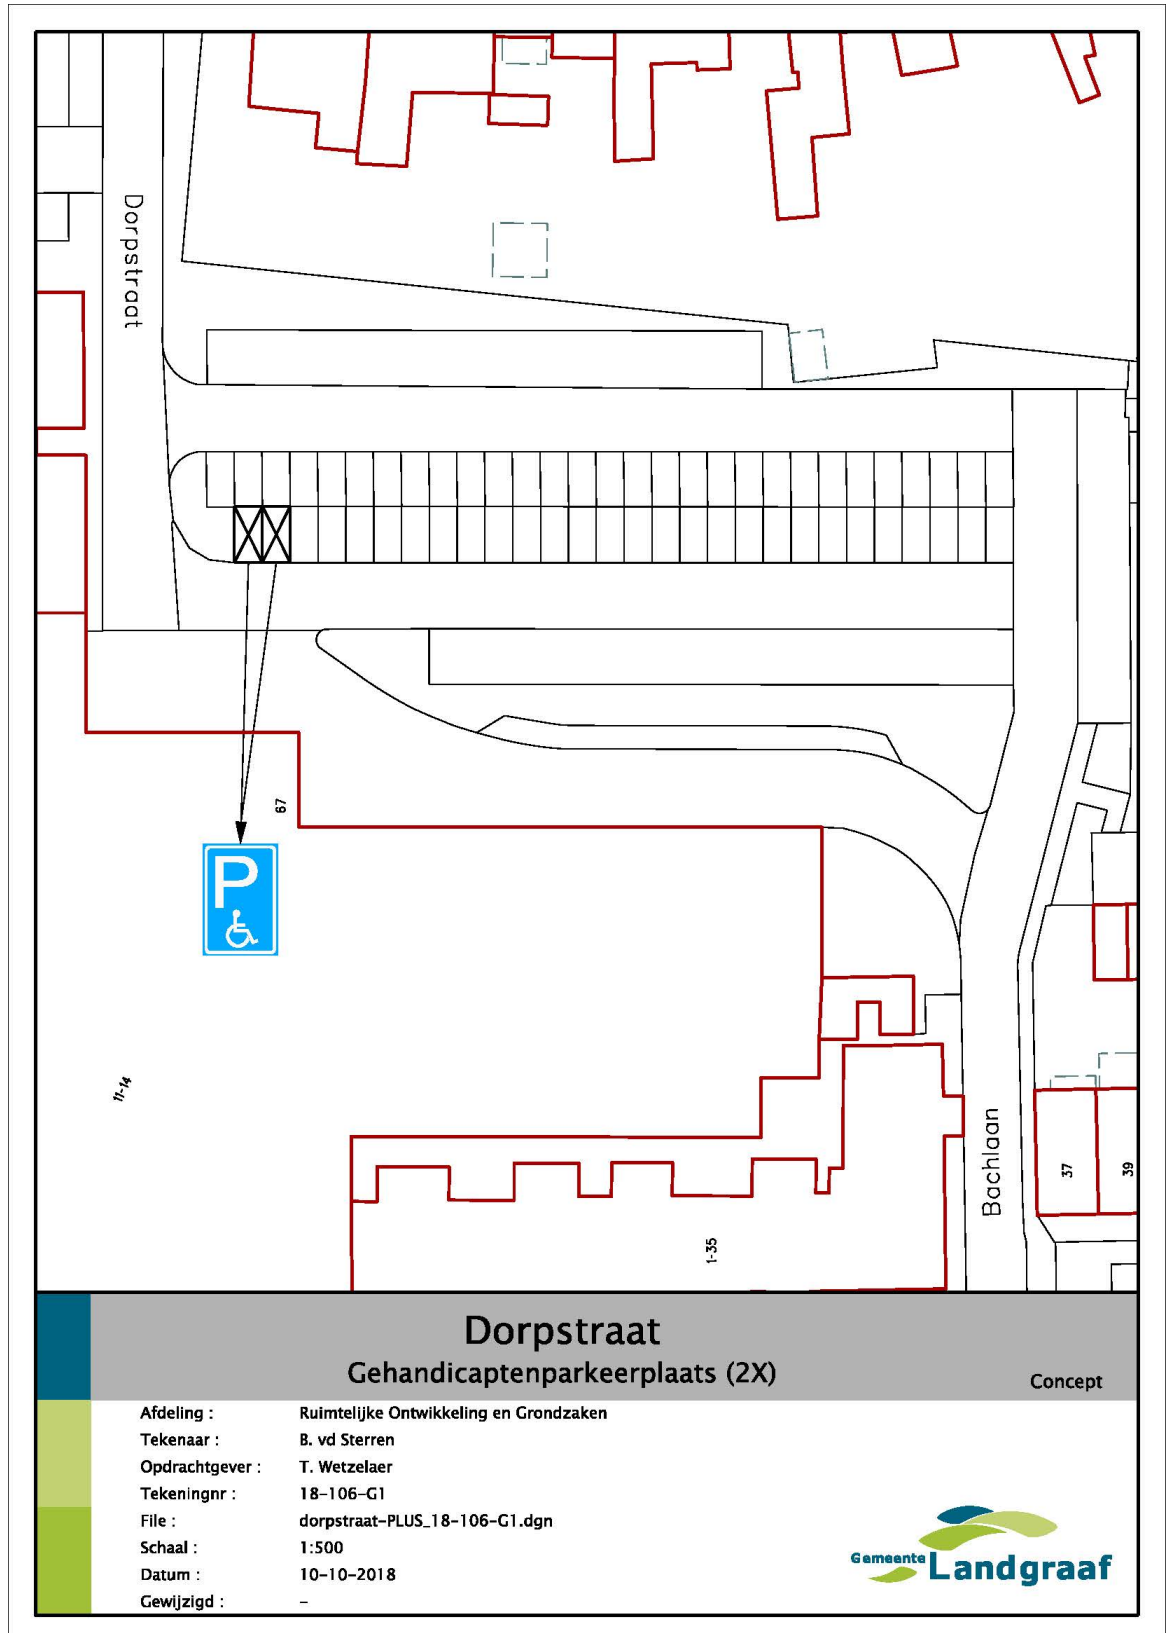 Dorpstraat
67
P
11-14
Bachlaan
37
39
1-35
Dorpstraat
Gehandicaptenparkeerplaats (2X)
Concept
Afdeling : Ruimtelijke Ontwikkeling en Grondzaken
Tekenaar : B. vd Sterren
Opdrachtgever : T. Wetzelaer
Tekeningnr : 18-106-G1
File : dorpstraat-PLUS_18-106-G1.dgn
Schaal : 1:500
Datum : 10-10-2018
Gewijzigd : -
Gemeente Landgraaf